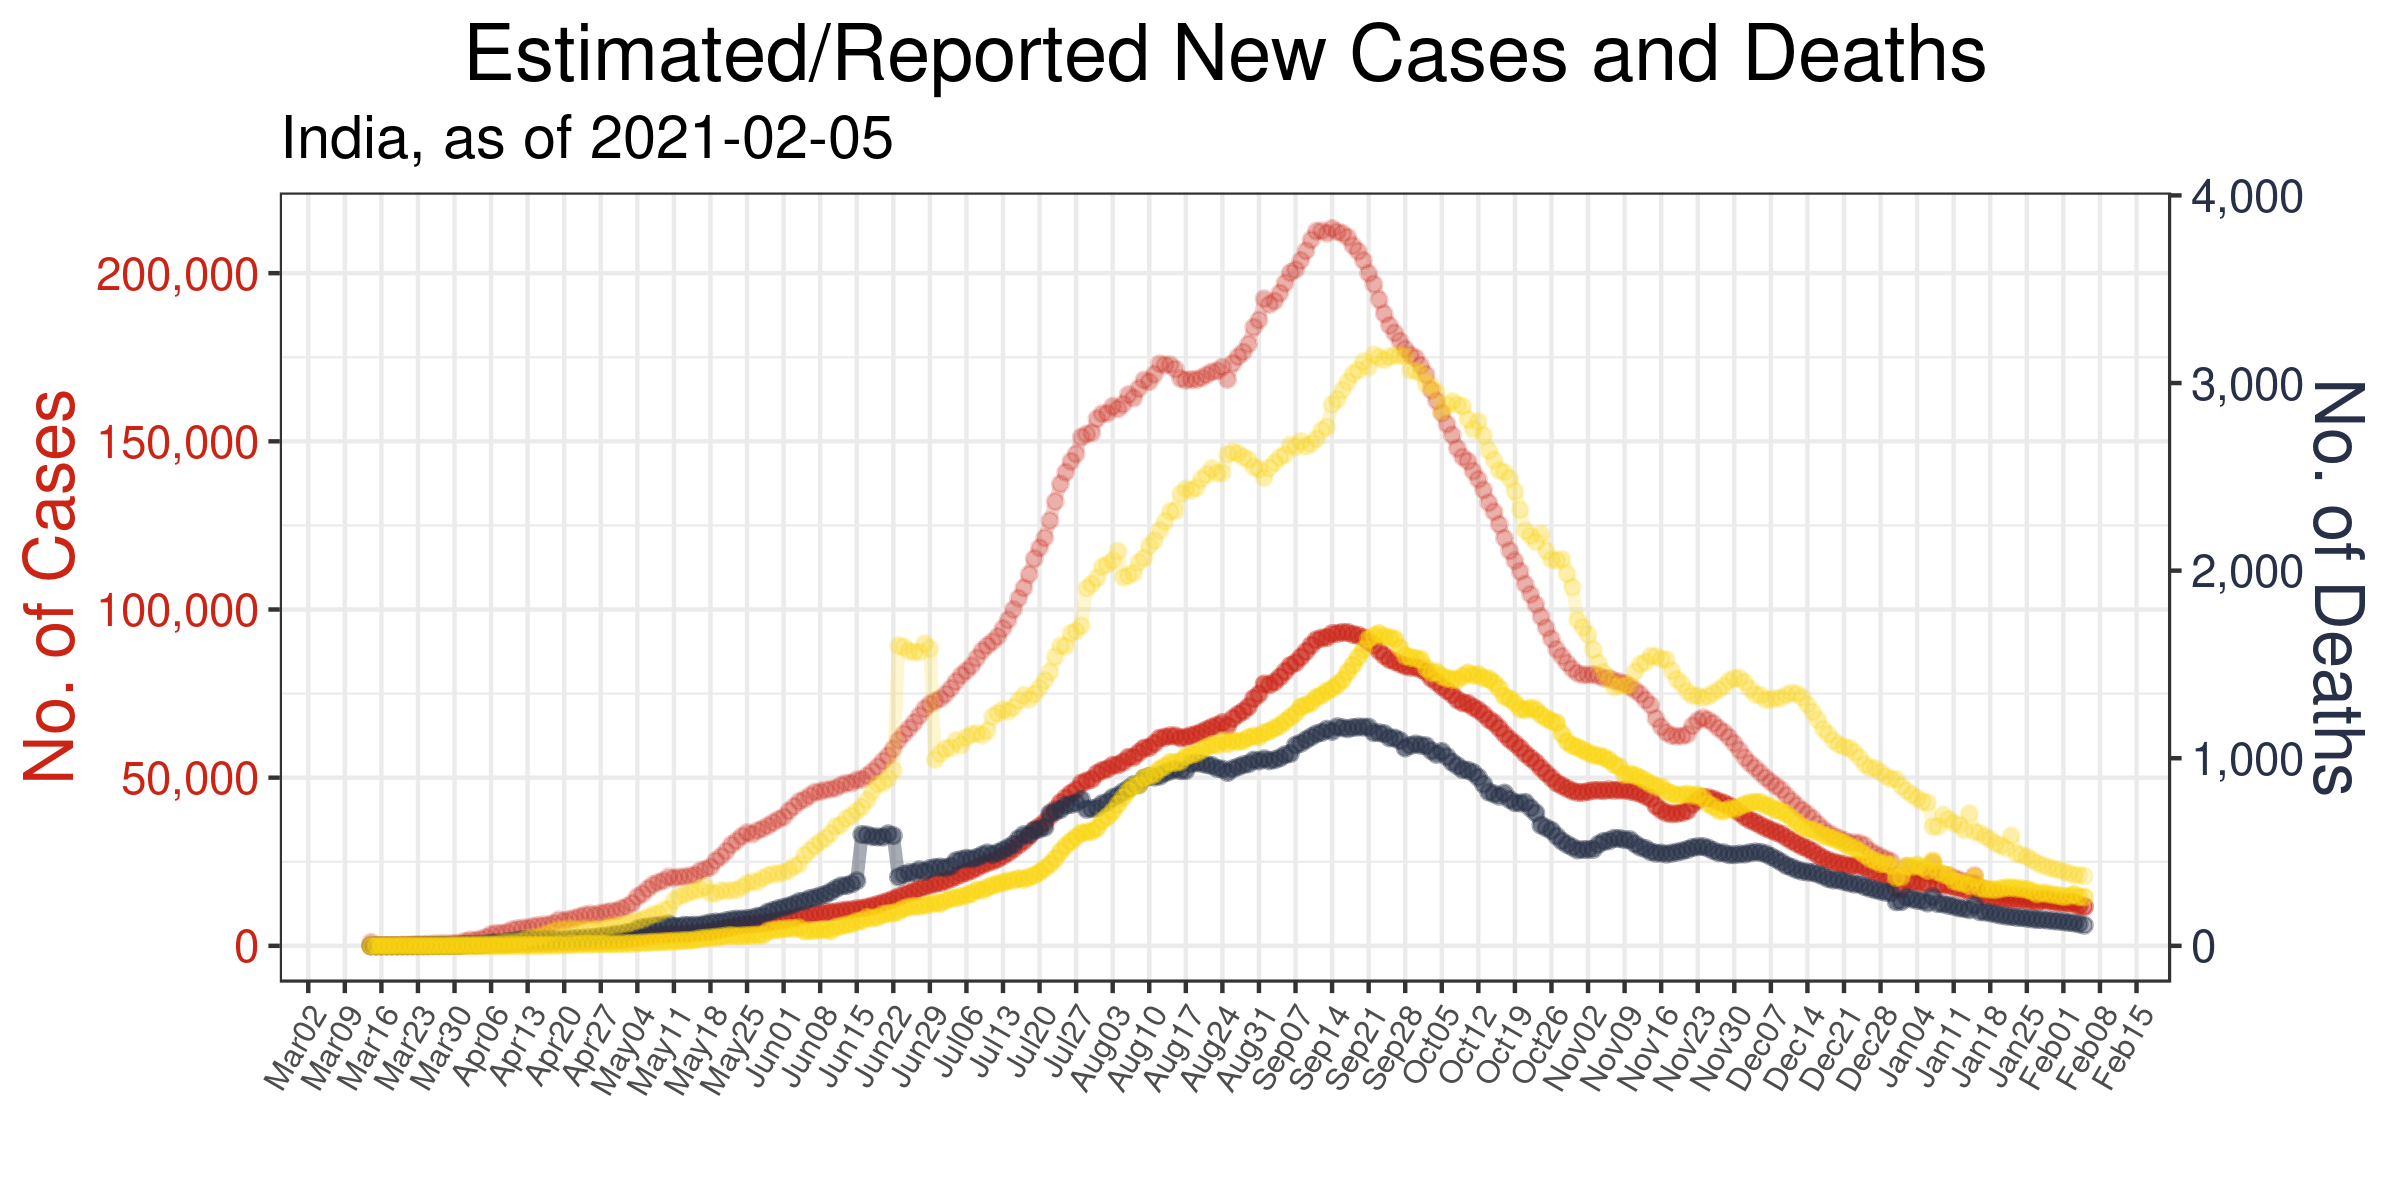 Estimated/Reported New Cases and Deaths
India, as of 2021-02-05
No. of Cases
200,000
150,000
100,000
50,000
0
4,000
3,000
2,000
1,000
0
No. of Deaths
Mar02 Mar09 Mar16 Mar23 Mar30 Apr06 Apr13 Apr20 Apr27 May04 May11 May18 May25 Jun01 Jun08 Jun15 Jun22 Jun29 Jul06 Jul13 Jul20 Jul27 Aug03 Aug10 Aug17 Aug24 Aug31 Sep07 Sep14 Sep21 Sep28 Oct05 Oct12 Oct19 Oct26 Nov02 Nov09 Nov16 Nov23 Nov30 Dec07 Dec14 Dec21 Dec28 Jan04 Jan11 Jan18 Jan25 Feb01 Feb08 Feb15